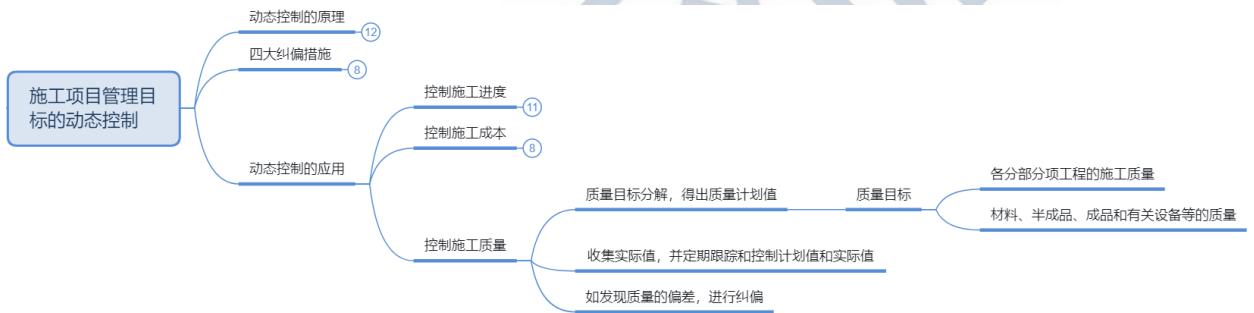 施工项目管理目
标的动态控制
动态控制的原理
12
四大纠偏措施
8
动态控制的应用
控制施工进度
11
控制施工成本
8
控制施工质量
质量目标分解，得出质量计划值
质量目标
各分部分项工程的施工质量
材料、半成品、成品和有关设备等的质量
收集实际值，并定期跟踪和控制计划值和实际值
如发现质量的偏差，进行纠偏